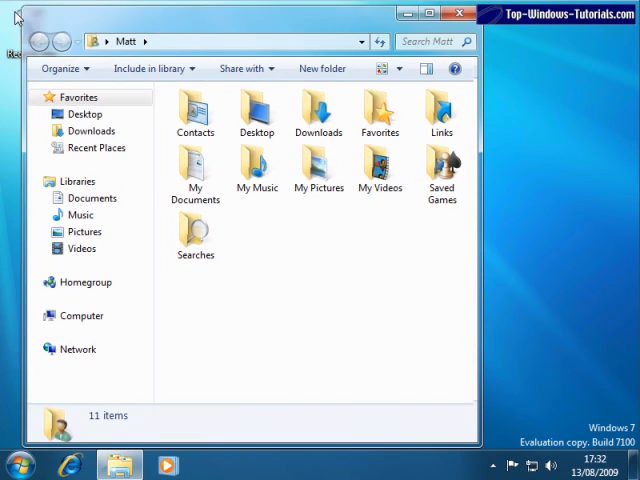 Top-Windows-Tutorials.com
Matt
Search Matt
Organize Include in library Share with New folder
Favorites
Desktop
Downloads
Recent Places
Libraries
Documents
Music
Pictures
Videos
Homegroup
Computer
Network
Contacts Desktop Downloads Favorites Links
My Documents My Music My Pictures My Videos Saved Games
Searches
11 items
Windows 7
Evaluation copy. Build 7100
17:32
13/08/2009